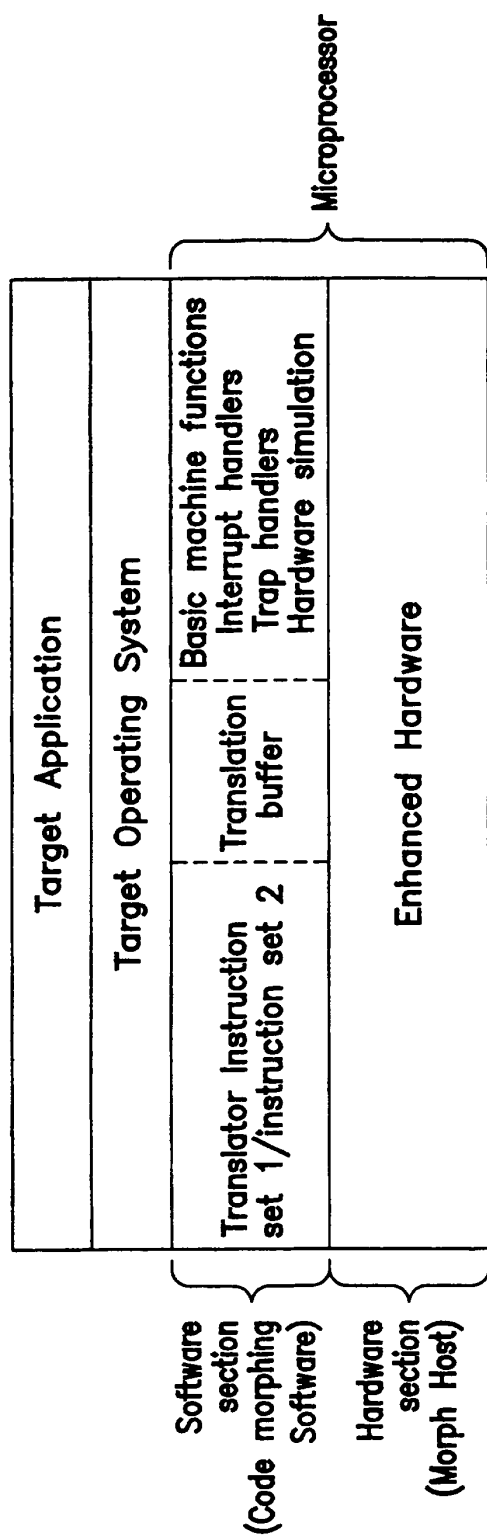 Target Application
Target Operating System
Software
section
(Code morphing
Software)
Translator Instruction
set 1/instruction set 2
Translation
buffer
Basic machine functions
Interrupt handlers
Trap handlers
Hardware simulation
Microprocessor
Hardware
section
(Morph Host)
Enhanced Hardware